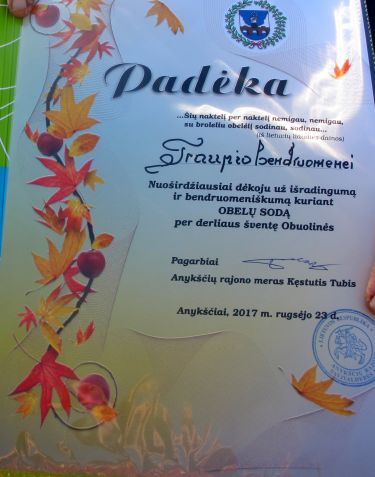 Padėka
...Šių naktelį per naktelį nemigau, nemigau,
su broleliu obelėlį sodinau, sodinau...
(iš lietuvių liaudies dainos)
Traupio Bendruomenei
Nuoširdžiausiai dėkoju už išradingumą
ir bendruomeniškumą kuriant
OBELŲ SODĄ
per derliaus šventę Obuolinės
Pagarbiai
Anykščių rajono meras Kęstutis Tubis
Anykščiai, 2017 m. rugsėjo 23 d.
LIETUVOS RESPUBLIKA